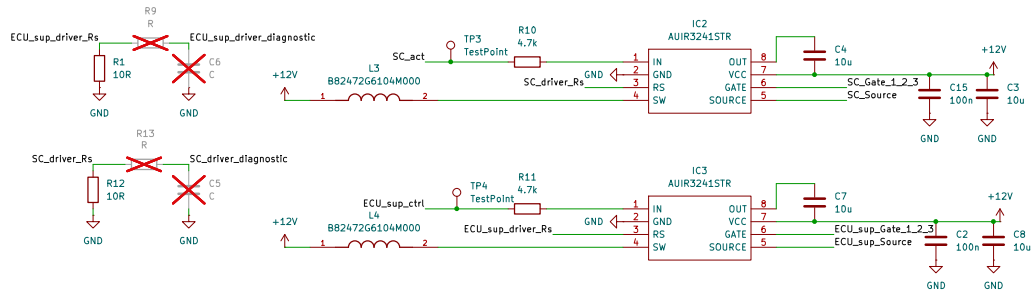 R9
R
ECU_sup_driver_Rs
ECU_sup_driver_diagnostic
R1
10R
C6
C
GND
GND
+12V
L3
B82472G6104M000
1
2
SC_act
TP3
TestPoint
R10
4.7k
GND
SC_driver_Rs
IC2
AUIR3241STR
1 IN
2 GND
3 RS
4 SW
OUT 8
VCC 7
GATE 6
SOURCE 5
C4
10u
SC_Gate_1_2_3
SC_Source
+12V
C15
100n
C3
10u
GND
GND
R13
R
SC_driver_Rs
SC_driver_diagnostic
R12
10R
C5
C
GND
GND
+12V
L4
B82472G6104M000
1
2
ECU_sup_ctrl
TP4
TestPoint
R11
4.7k
GND
ECU_sup_driver_Rs
IC3
AUIR3241STR
1 IN
2 GND
3 RS
4 SW
OUT 8
VCC 7
GATE 6
SOURCE 5
C7
10u
ECU_sup_Gate_1_2_3
ECU_sup_Source
+12V
C2
100n
C8
10u
GND
GND